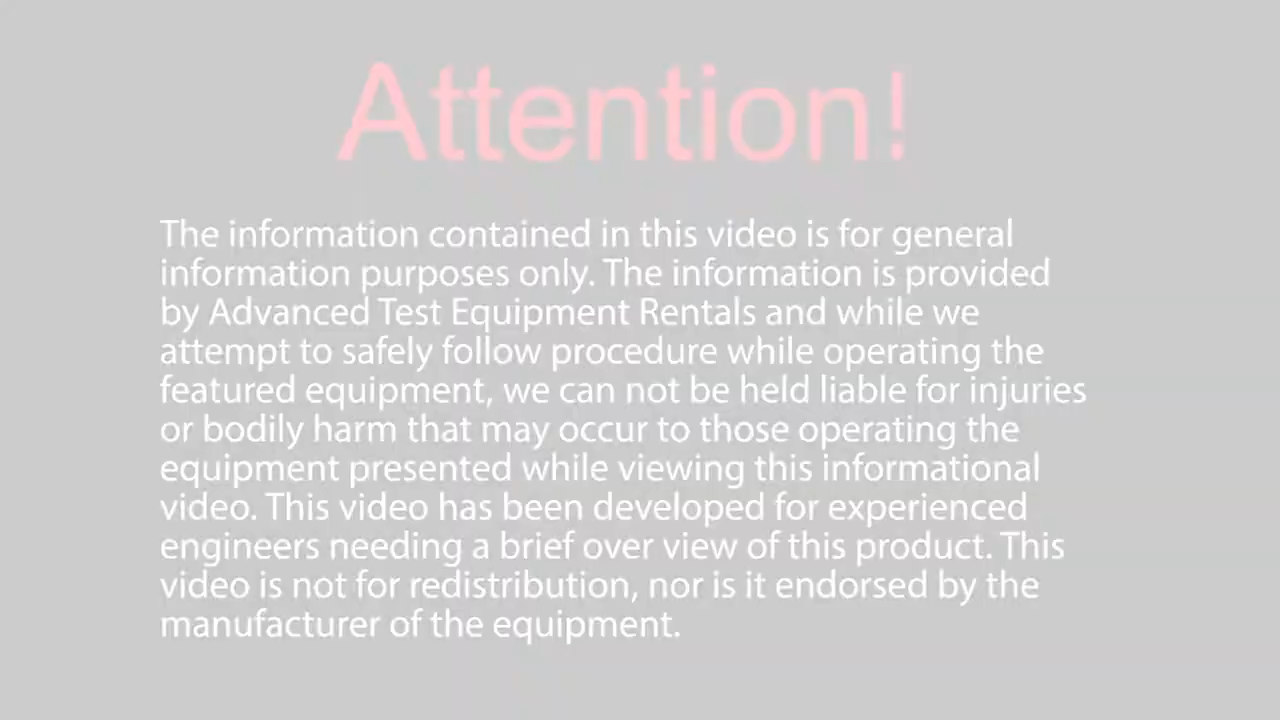 Attention!
The information contained in this video is for general
information purposes only. The information is provided
by Advanced Test Equipment Rentals and while we
attempt to safely follow procedure while operating the
featured equipment, we can not be held liable for injuries
or bodily harm that may occur to those operating the
equipment presented while viewing this informational
video. This video has been developed for experienced
engineers needing a brief over view of this product. This
video is not for redistribution, nor is it endorsed by the
manufacturer of the equipment.